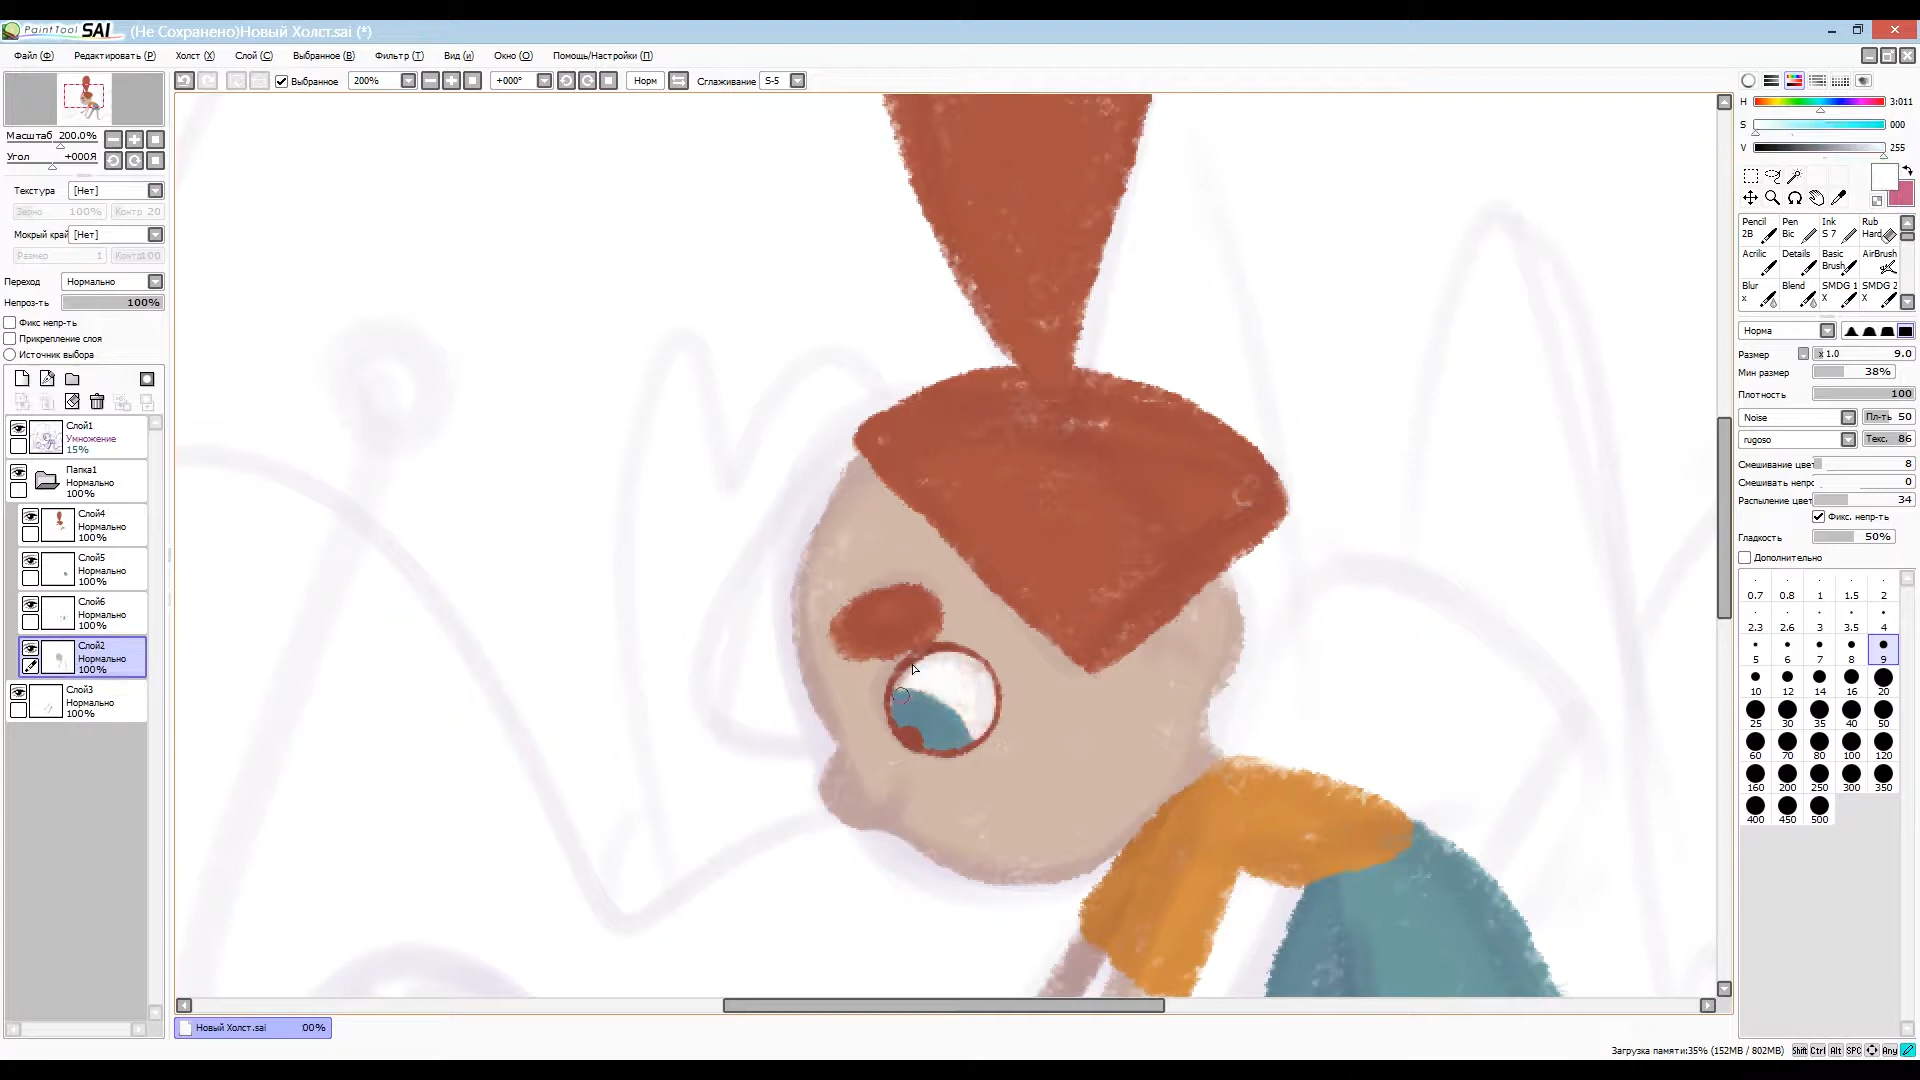 PaintTool SAI (Не Сохранено)Новый Холст.sai (*)
Файл (Ф) Редактировать (Р) Холст (X) Слой (С) Выбранное (В) Фильтр (Т) Вид (и) Окно (О) Помощь/Настройки (П)
Выбранное 200% +000° Норм Сглаживание S-5
Масштаб 200.0%
Угол +000Я
Текстура [Нет]
Зерно 100% Контр 20
Мокрый край [Нет]
Размер 1 Контр100
Переход Нормально
Непроз-ть 100%
Фикс непр-ть
Прикрепление слоя
Источник выбора
Слой1
Умножение
15%
Папка1
Нормально
100%
Слой4
Нормально
100%
Слой5
Нормально
100%
Слой6
Нормально
100%
Слой2
Нормально
100%
Слой3
Нормально
100%
H 3:011
S 000
V 255
Pencil 2B Pen Bic Ink S 7 Rub Hard
Acrilic Details Basic Brush AirBrush
Blur x Blend SMDG 1 X SMDG 2 X
Норма
Размер x 1.0 9.0
Мин размер 38%
Плотность 100
Noise Пл-ть 50
rugoso Текс. 86
Смешивание цвет 8
Смешивать непрс 0
Распыление цвет 34
Фикс. непр-ть
Гладкость 50%
Дополнительно
0.7 0.8 1 1.5 2
2.3 2.6 3 3.5 4
5 6 7 8 9
10 12 14 16 20
25 30 35 40 50
60 70 80 100 120
160 200 250 300 350
400 450 500
Новый Холст.sai 00%
Загрузка памяти:35% (152MB / 802MB) Shift Ctrl Alt SPC Any